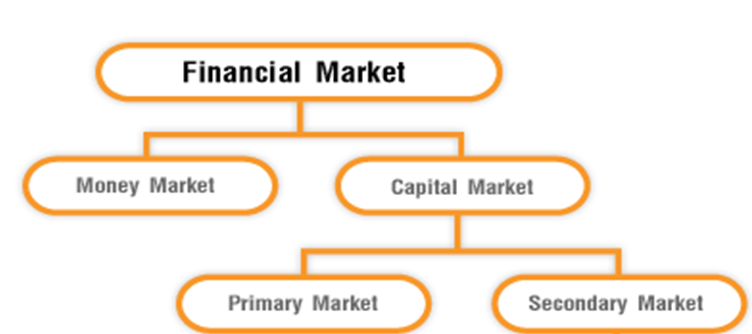 Financial Market
Money Market
Capital Market
Primary Market
Secondary Market